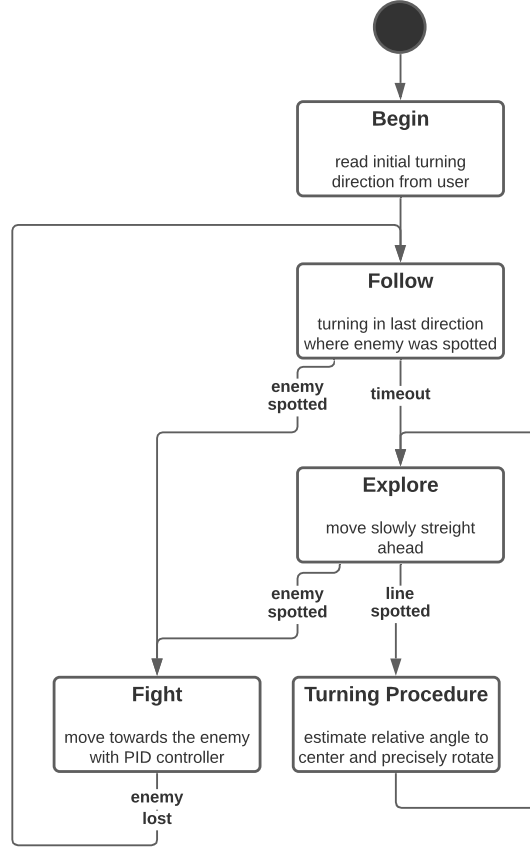 Begin
read initial turning
direction from user
Follow
turning in last direction
where enemy was spotted
enemy
spotted
timeout
Explore
move slowly streight
ahead
enemy
spotted
line
spotted
Fight
move towards the enemy
with PID controller
Turning Procedure
estimate relative angle to
center and precisely rotate
enemy
lost